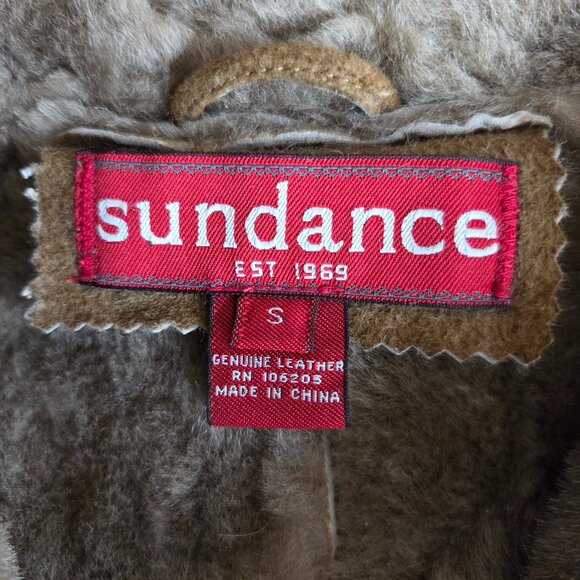 sundance
EST 1969
S
GENUINE LEATHER
RN 106205
MADE IN CHINA